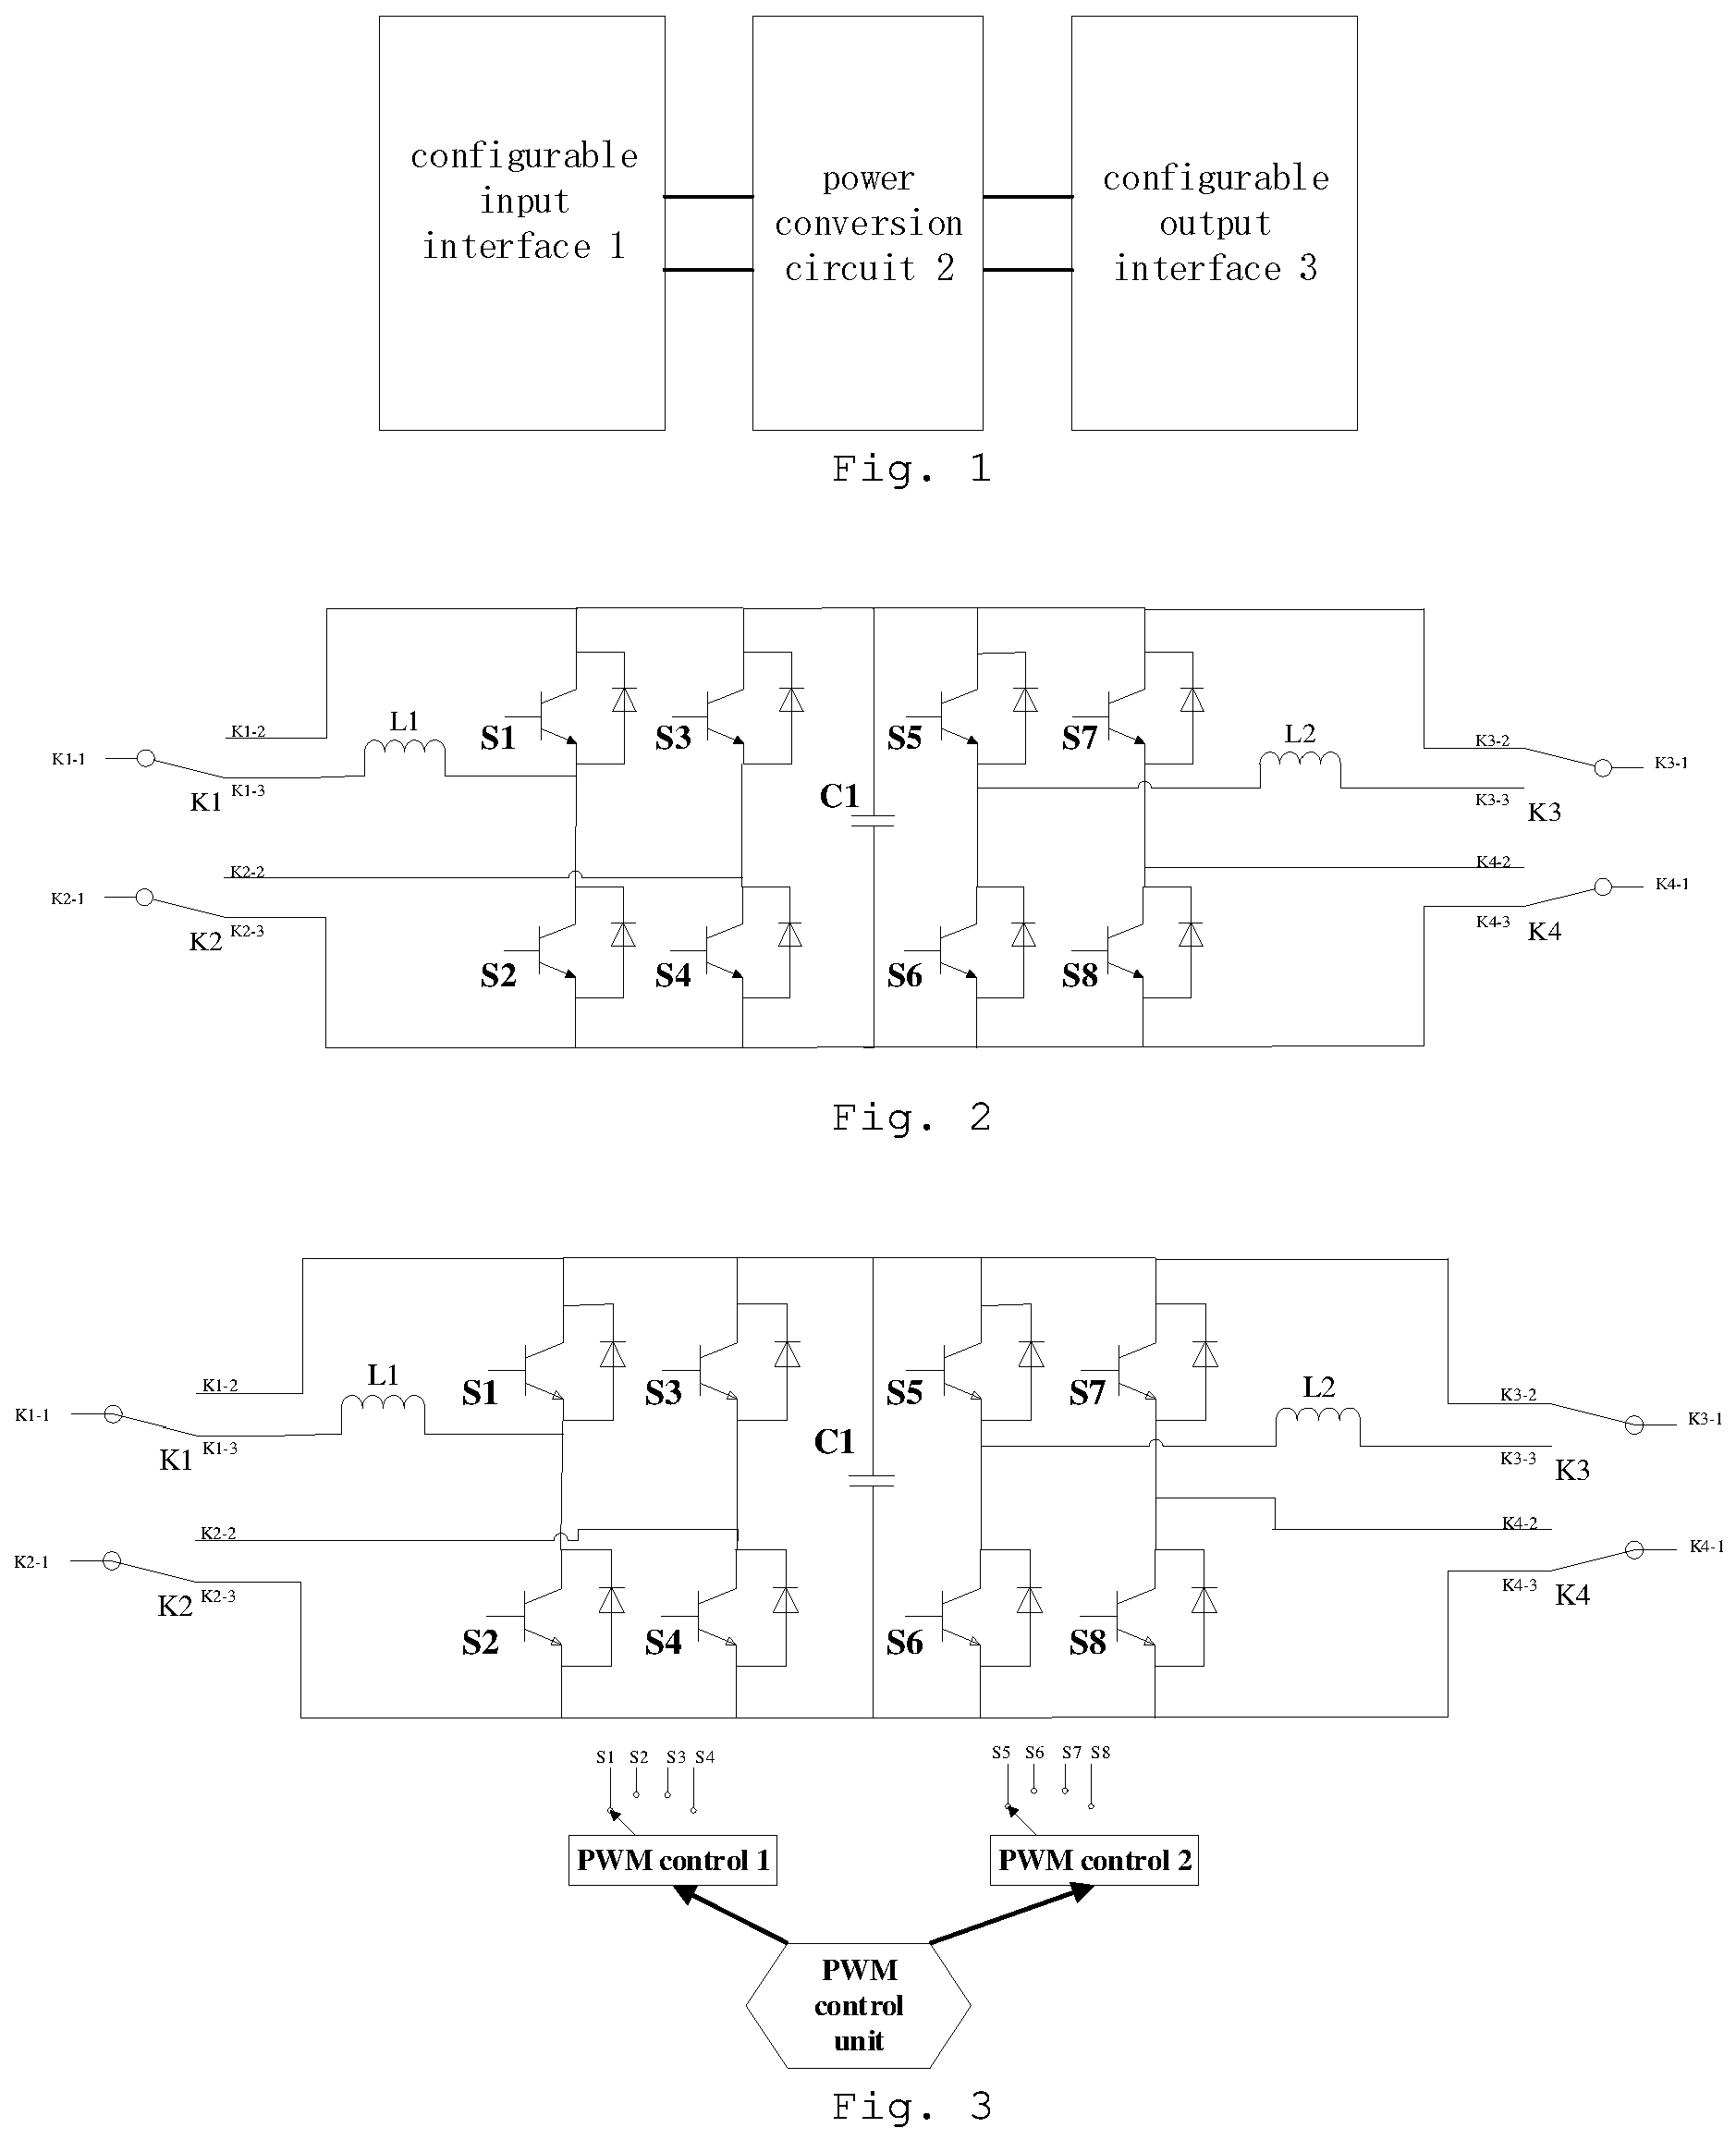 configurable
input
interface 1
power
conversion
circuit 2
configurable
output
interface 3
Fig. 1
K1-1
K1-2
K1-3
K1
L1
K2-1
K2-2
K2-3
K2
S1
S3
S2
S4
C1
S5
S7
S6
S8
L2
K3-2
K3-1
K3-3
K3
K4-2
K4-1
K4-3
K4
Fig. 2
K1-1
K1-2
K1-3
K1
L1
K2-1
K2-2
K2-3
K2
S1
S3
S2
S4
C1
S5
S7
S6
S8
L2
K3-2
K3-1
K3-3
K3
K4-2
K4-1
K4-3
K4
S1 S2 S3 S4
S5 S6 S7 S8
PWM control 1
PWM control 2
PWM
control
unit
Fig. 3